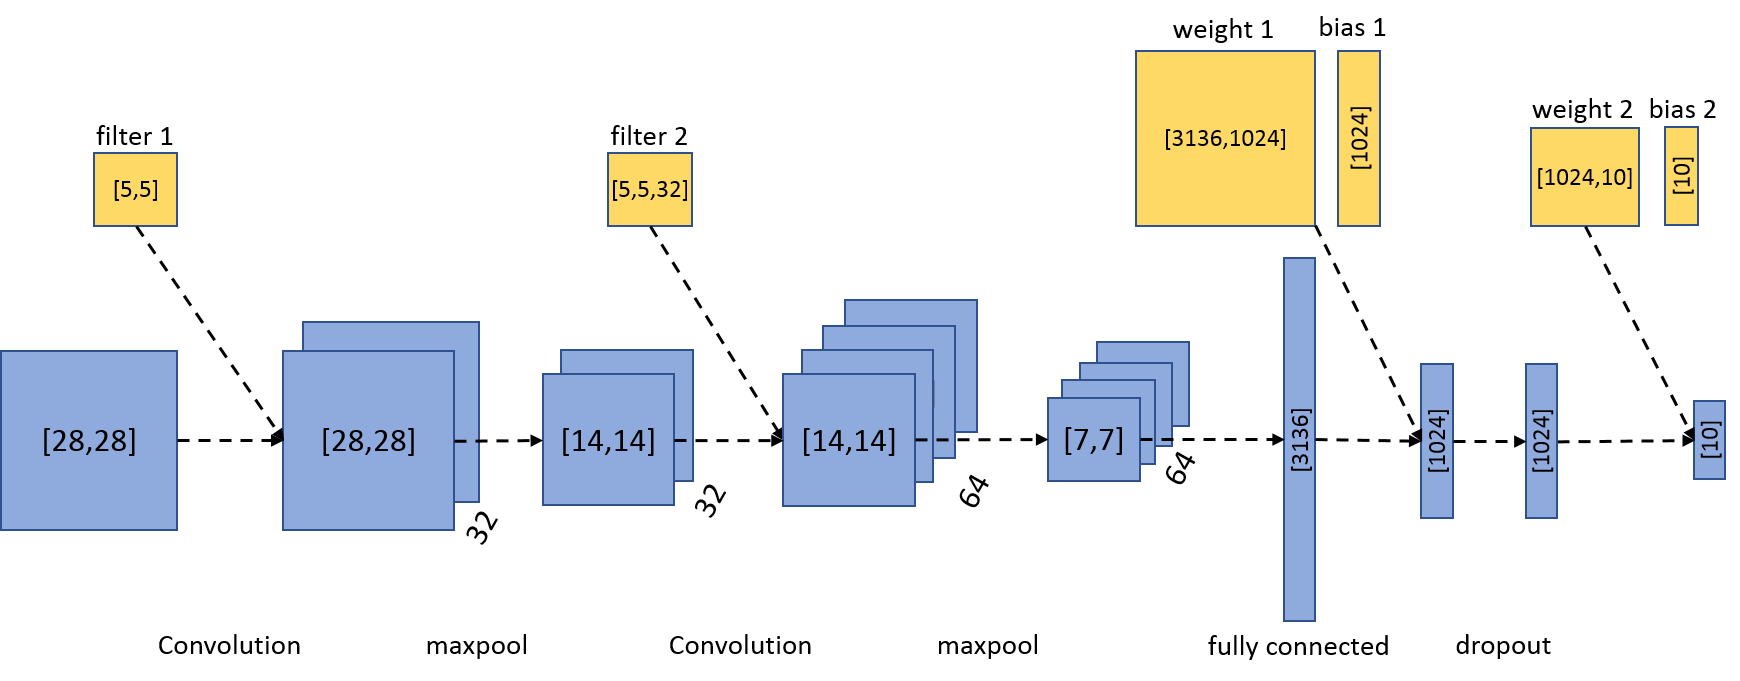 weight 1
bias 1
filter 1
filter 2
weight 2
bias 2
[5,5]
[5,5,32]
[3136,1024]
[1024]
[1024,10]
[10]
[28,28]
[28,28]
32
[14,14]
32
[14,14]
64
[7,7]
64
[3136]
[1024]
[1024]
[10]
Convolution
maxpool
Convolution
maxpool
fully connected
dropout